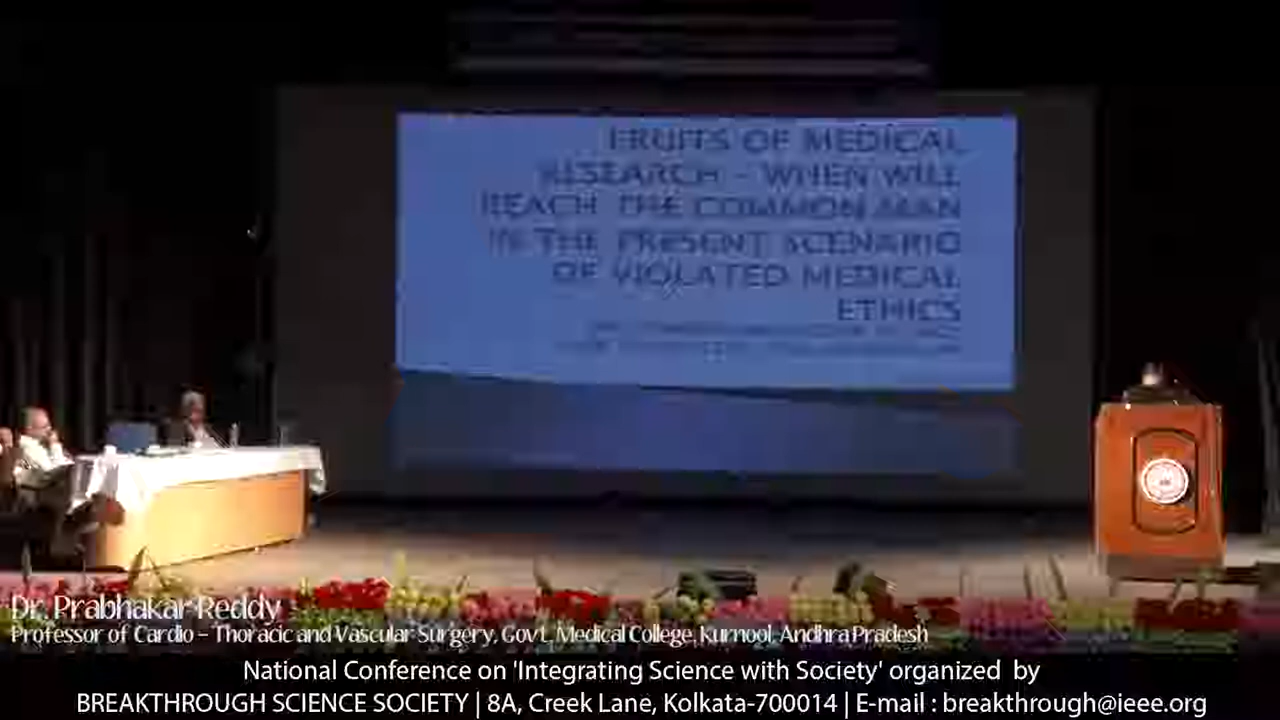 FRUITS OF MEDICAL
RESEARCH - WHEN WILL
REACH THE COMMON MAN
IN THE PRESENT SCENARIO
OF VIOLATED MEDICAL
ETHICS
Dr. Prabhakar Reddy
Professor of Cardio - Thoracic and Vascular Surgery, Govt. Medical College, Kurnool, Andhra Pradesh
National Conference on 'Integrating Science with Society' organized by
BREAKTHROUGH SCIENCE SOCIETY | 8A, Creek Lane, Kolkata-700014 | E-mail : breakthrough@ieee.org